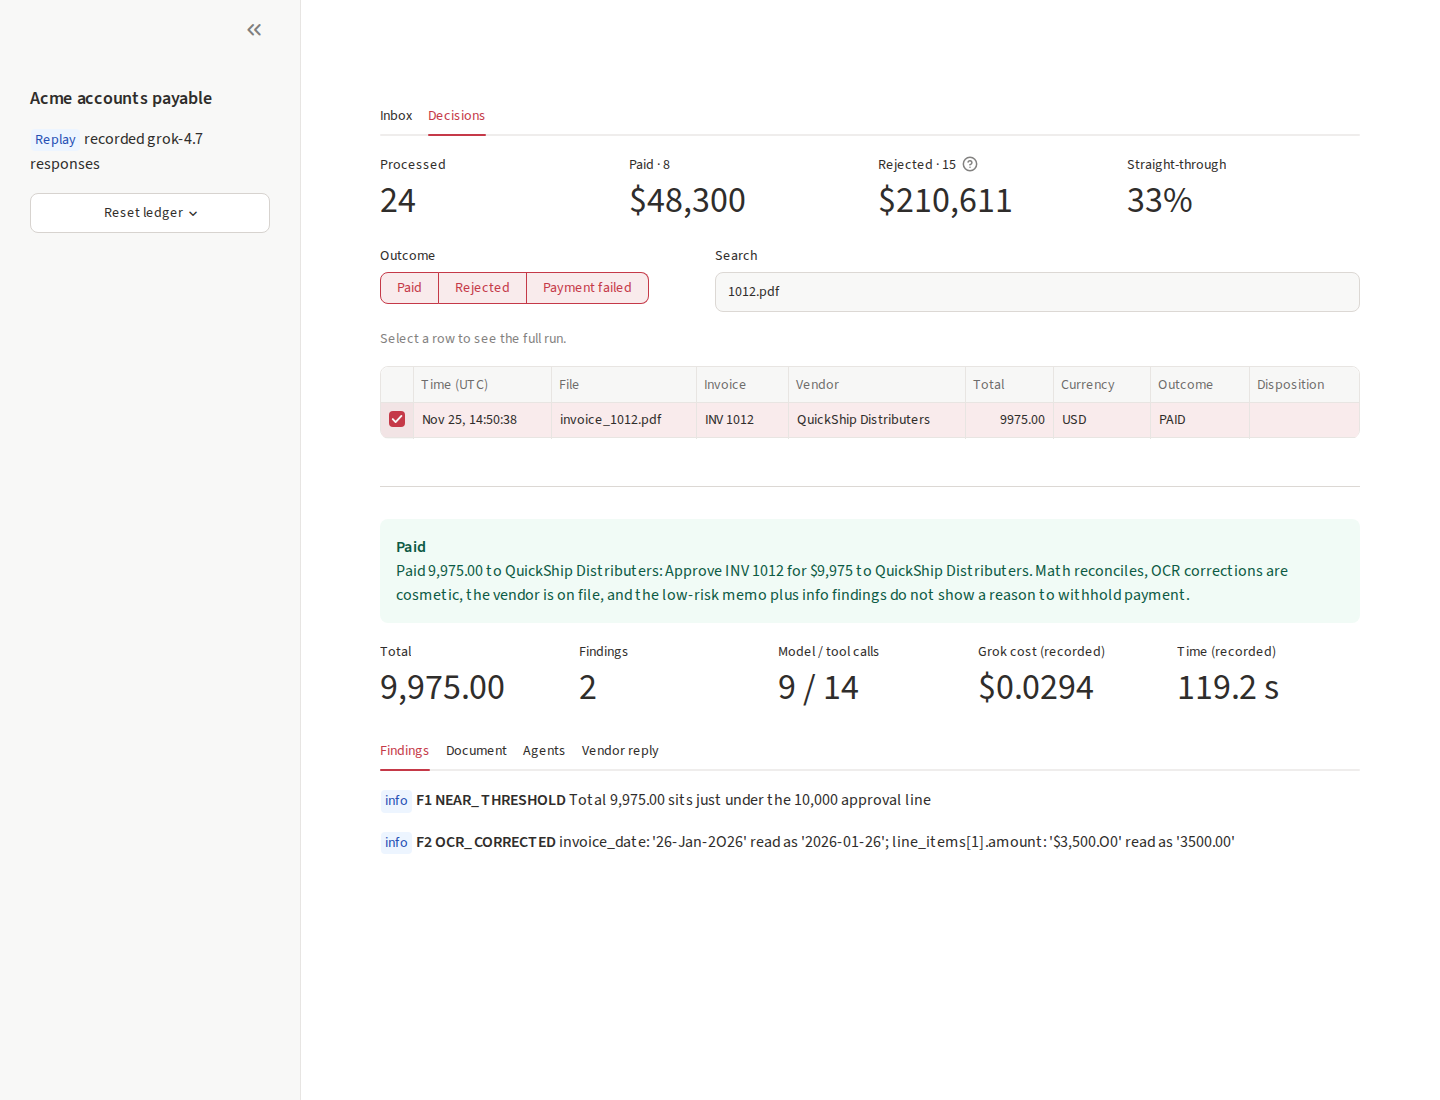 Acme accounts payable
Replay recorded grok-4.7
responses
Reset ledger
Inbox Decisions
Processed Paid · 8 Rejected · 15 Straight-through
24 $48,300 $210,611 33%
Outcome Search
Paid Rejected Payment failed 1012.pdf
Select a row to see the full run.
Time (UTC) File Invoice Vendor Total Currency Outcome Disposition
Nov 25, 14:50:38 invoice_1012.pdf INV 1012 QuickShip Distributers 9975.00 USD PAID
Paid
Paid 9,975.00 to QuickShip Distributers: Approve INV 1012 for $9,975 to QuickShip Distributers. Math reconciles, OCR corrections are
cosmetic, the vendor is on file, and the low-risk memo plus info findings do not show a reason to withhold payment.
Total Findings Model / tool calls Grok cost (recorded) Time (recorded)
9,975.00 2 9 / 14 $0.0294 119.2 s
Findings Document Agents Vendor reply
info F1 NEAR_THRESHOLD Total 9,975.00 sits just under the 10,000 approval line
info F2 OCR_CORRECTED invoice_date: '26-Jan-2O26' read as '2026-01-26'; line_items[1].amount: '$3,500.O0' read as '3500.00'